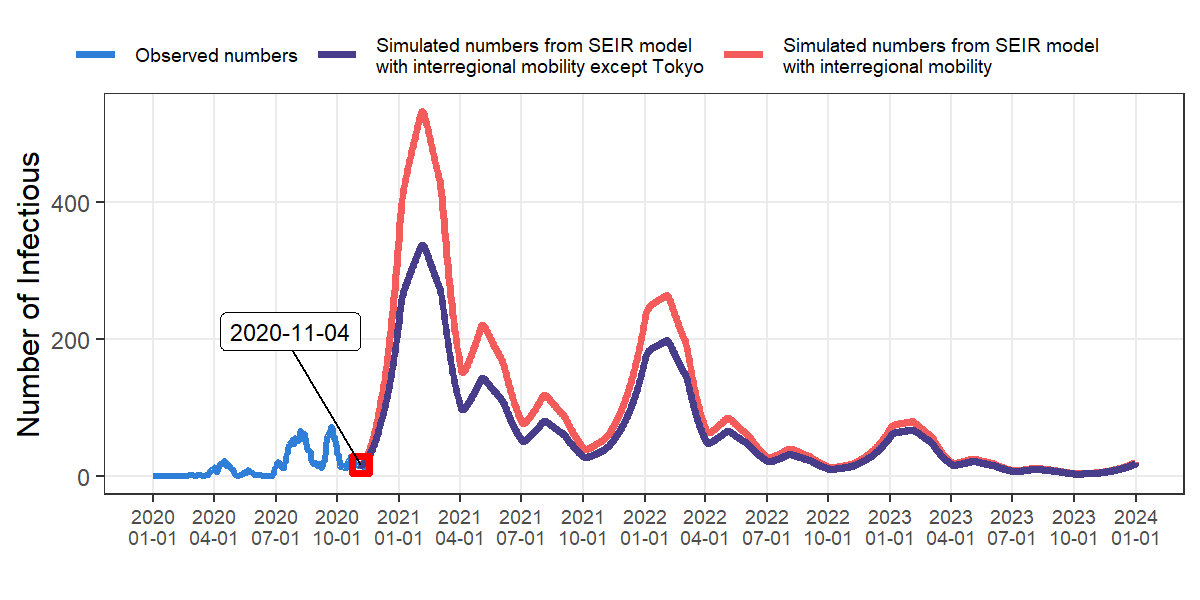 Observed numbers
Simulated numbers from SEIR model
with interregional mobility except Tokyo
Simulated numbers from SEIR model
with interregional mobility
Number of Infectious
400
200
0
2020-11-04
2020 2020 2020 2020 2021 2021 2021 2021 2022 2022 2022 2022 2023 2023 2023 2023 2024
01-01 04-01 07-01 10-01 01-01 04-01 07-01 10-01 01-01 04-01 07-01 10-01 01-01 04-01 07-01 10-01 01-01